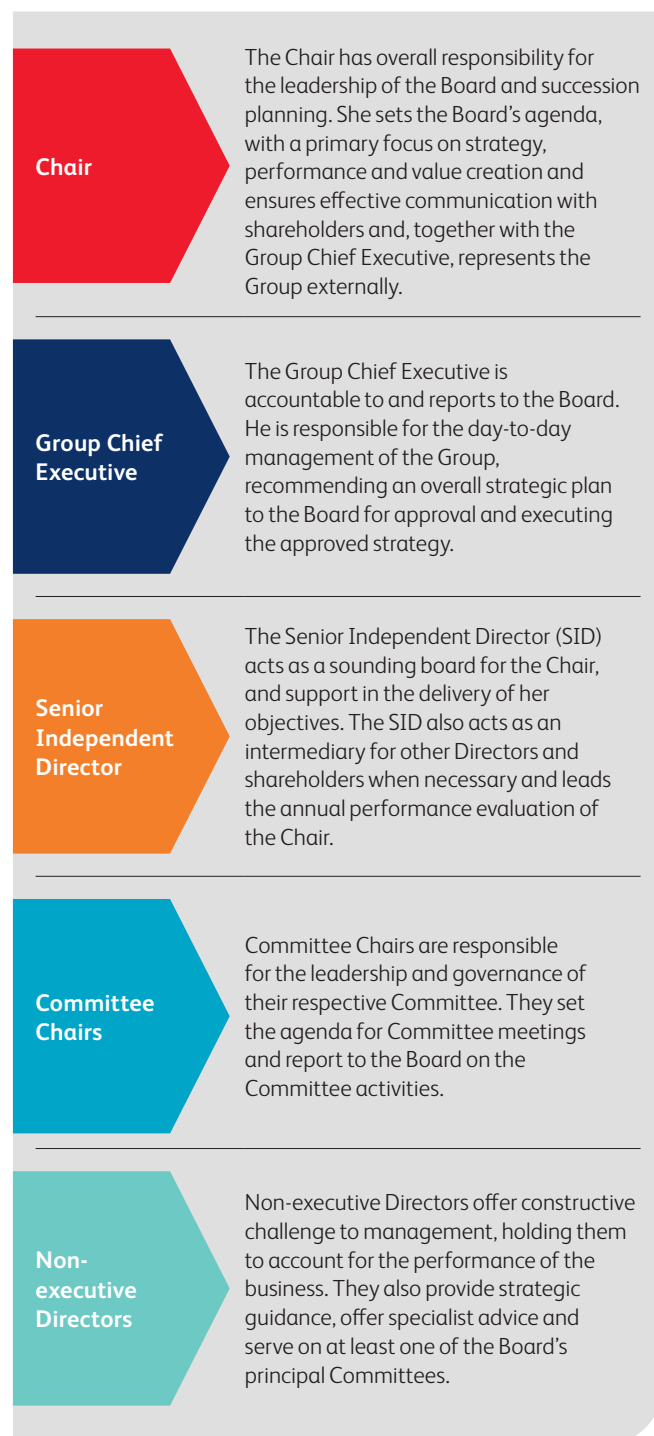 Chair
The Chair has overall responsibility for
the leadership of the Board and succession
planning. She sets the Board’s agenda,
with a primary focus on strategy,
performance and value creation and
ensures effective communication with
shareholders and, together with the
Group Chief Executive, represents the
Group externally.
Group Chief
Executive
The Group Chief Executive is
accountable to and reports to the Board.
He is responsible for the day-to-day
management of the Group,
recommending an overall strategic plan
to the Board for approval and executing
the approved strategy.
Senior
Independent
Director
The Senior Independent Director (SID)
acts as a sounding board for the Chair,
and support in the delivery of her
objectives. The SID also acts as an
intermediary for other Directors and
shareholders when necessary and leads
the annual performance evaluation of
the Chair.
Committee
Chairs
Committee Chairs are responsible
for the leadership and governance of
their respective Committee. They set
the agenda for Committee meetings
and report to the Board on the
Committee activities.
Non-
executive
Directors
Non-executive Directors offer constructive
challenge to management, holding them
to account for the performance of the
business. They also provide strategic
guidance, offer specialist advice and
serve on at least one of the Board’s
principal Committees.